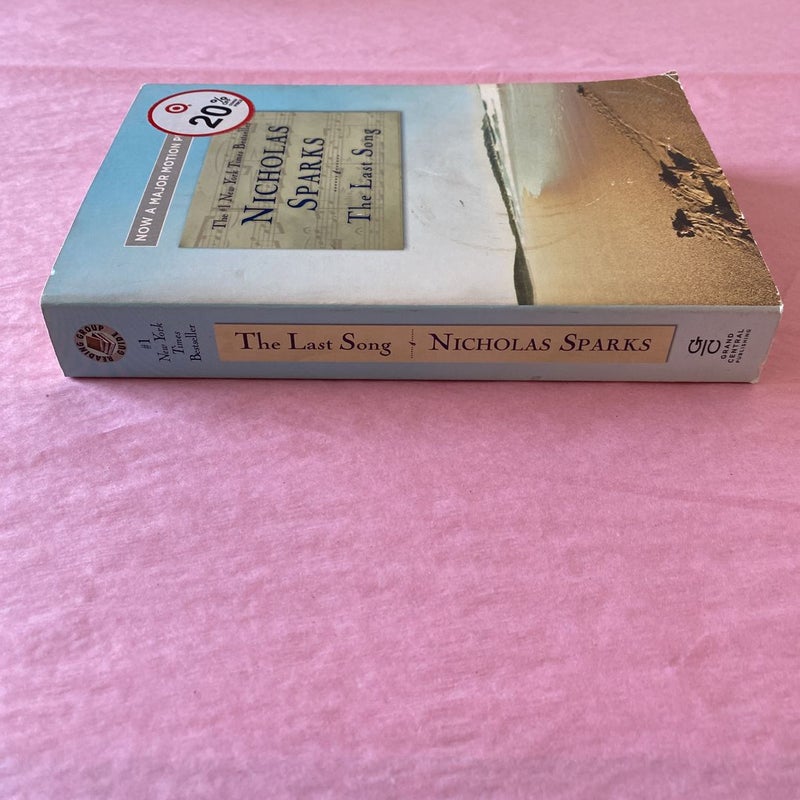 20%
NOW A MAJOR MOTION
The #1 New York Times Bestseller
NICHOLAS
SPARKS
The Last Song
READING GROUP GUIDE
#1
New York
Times
Bestseller
The Last Song
NICHOLAS SPARKS
GRAND
CENTRAL
PUBLISHING